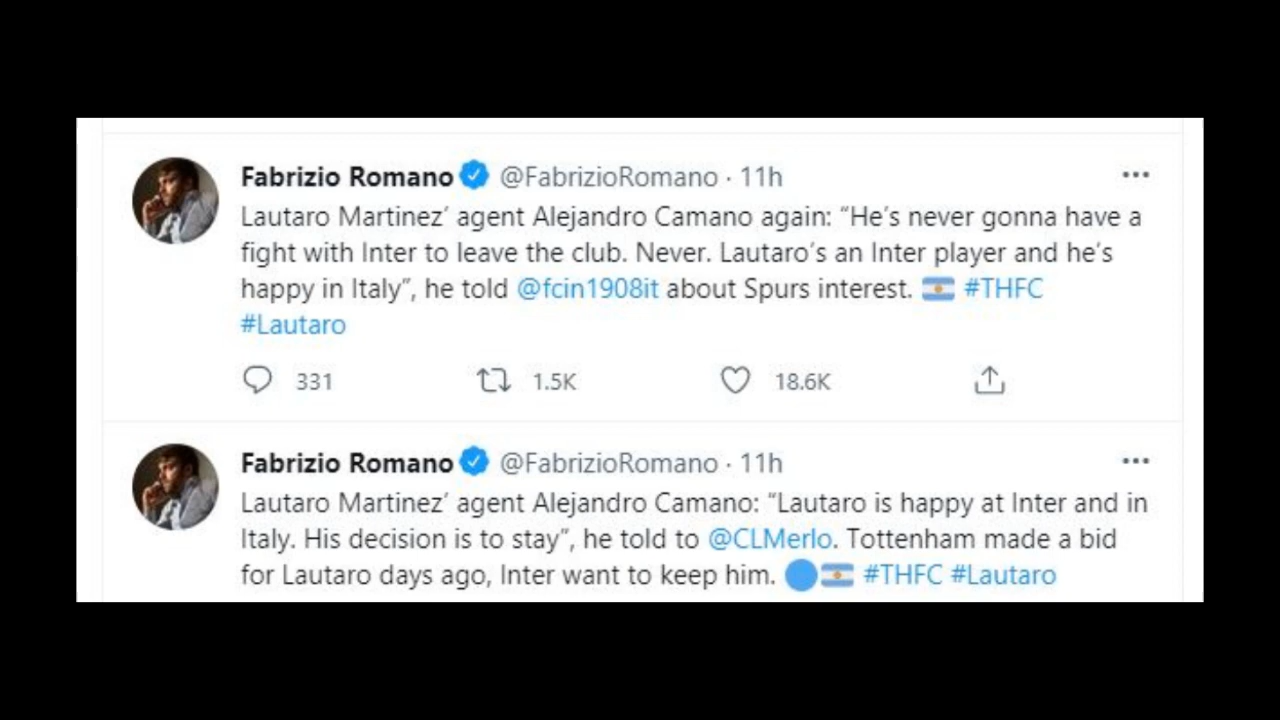 Fabrizio Romano @FabrizioRomano · 11h
Lautaro Martinez´ agent Alejandro Camano again: “He’s never gonna have a
fight with Inter to leave the club. Never. Lautaro’s an Inter player and he’s
happy in Italy”, he told @fcin1908it about Spurs interest. 🇦🇷 #THFC
#Lautaro
331 1.5K 18.6K
Fabrizio Romano @FabrizioRomano · 11h
Lautaro Martinez´ agent Alejandro Camano: “Lautaro is happy at Inter and in
Italy. His decision is to stay”, he told to @CLMerlo. Tottenham made a bid
for Lautaro days ago, Inter want to keep him. 🔵🇦🇷 #THFC #Lautaro